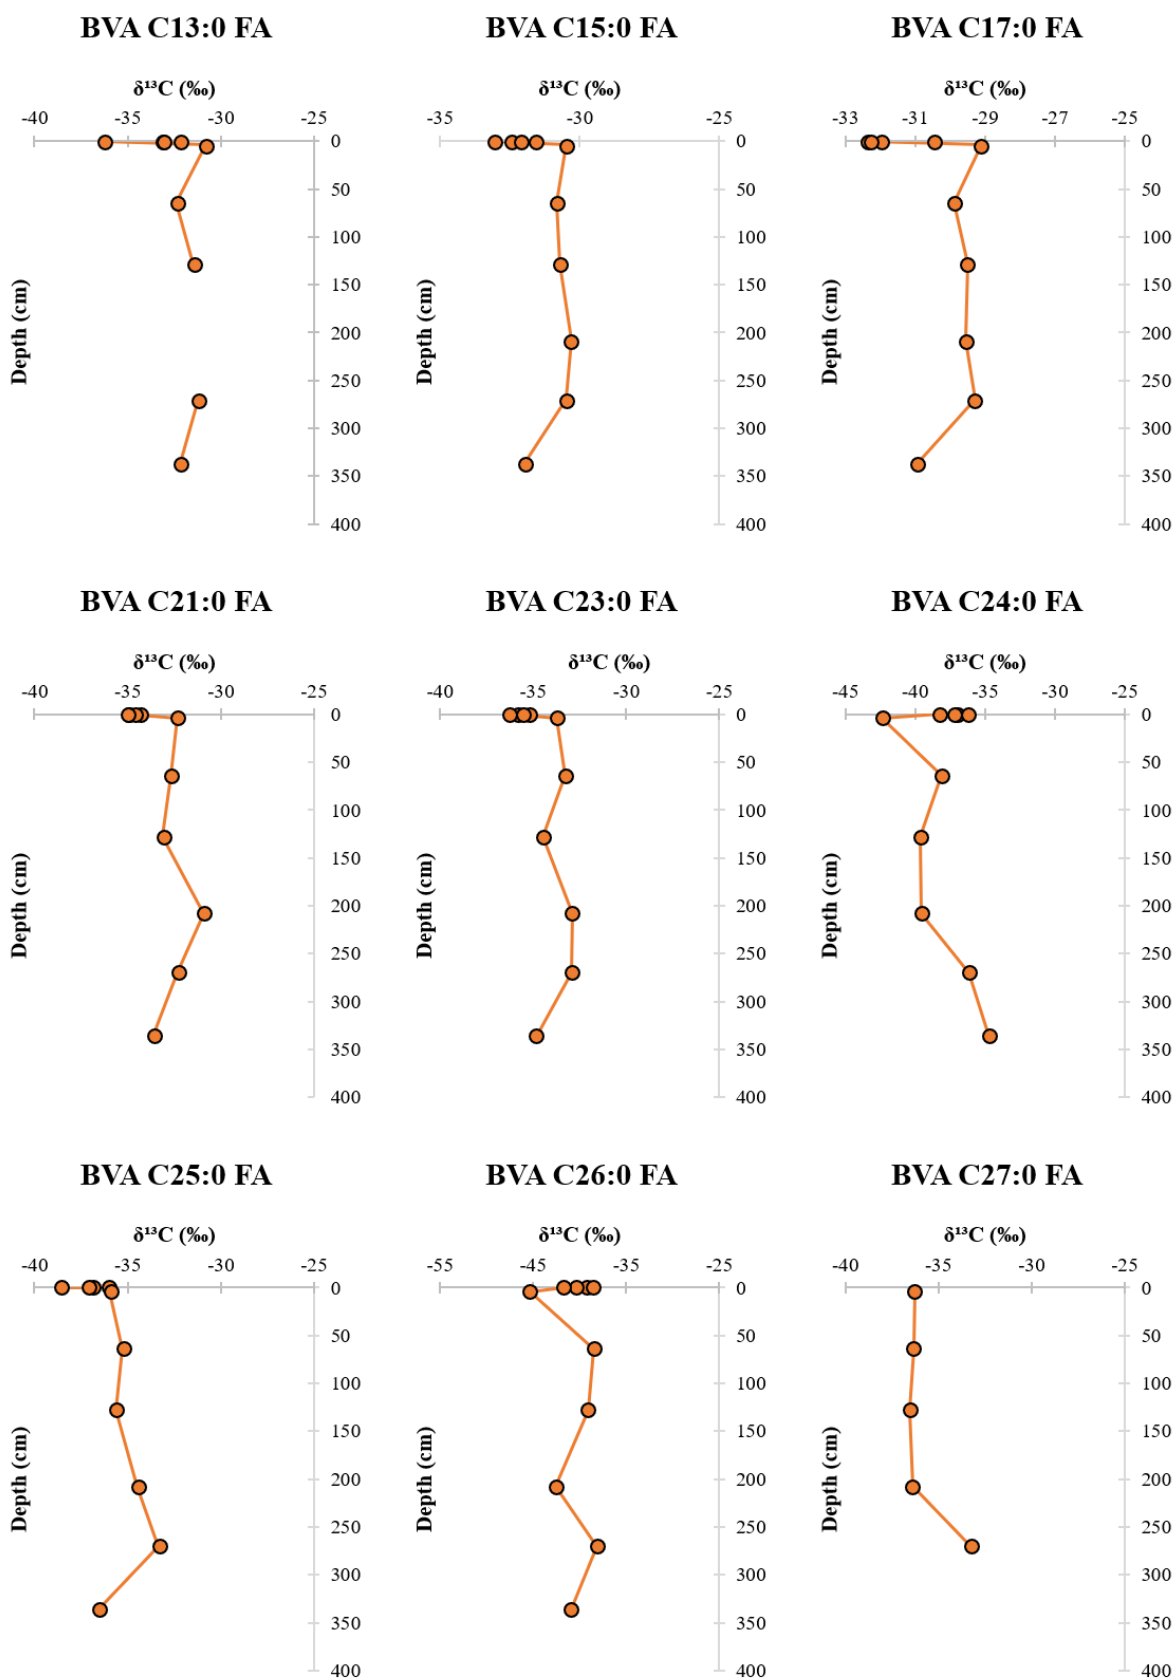 BVA C13:0 FA BVA C15:0 FA BVA C17:0 FA
δ¹³C (‰) δ¹³C (‰) δ¹³C (‰)
-40 -35 -30 -25 -35 -30 -25 -33 -31 -29 -27 -25
0 0 0
50 50 50
100 100 100
150 150 150
Depth (cm) Depth (cm) Depth (cm)
200 200 200
250 250 250
300 300 300
350 350 350
400 400 400
BVA C21:0 FA BVA C23:0 FA BVA C24:0 FA
δ¹³C (‰) δ¹³C (‰) δ¹³C (‰)
-40 -35 -30 -25 -40 -35 -30 -25 -45 -40 -35 -30 -25
0 0 0
50 50 50
100 100 100
150 150 150
Depth (cm) Depth (cm) Depth (cm)
200 200 200
250 250 250
300 300 300
350 350 350
400 400 400
BVA C25:0 FA BVA C26:0 FA BVA C27:0 FA
δ¹³C (‰) δ¹³C (‰) δ¹³C (‰)
-40 -35 -30 -25 -55 -45 -35 -25 -40 -35 -30 -25
0 0 0
50 50 50
100 100 100
150 150 150
Depth (cm) Depth (cm) Depth (cm)
200 200 200
250 250 250
300 300 300
350 350 350
400 400 400